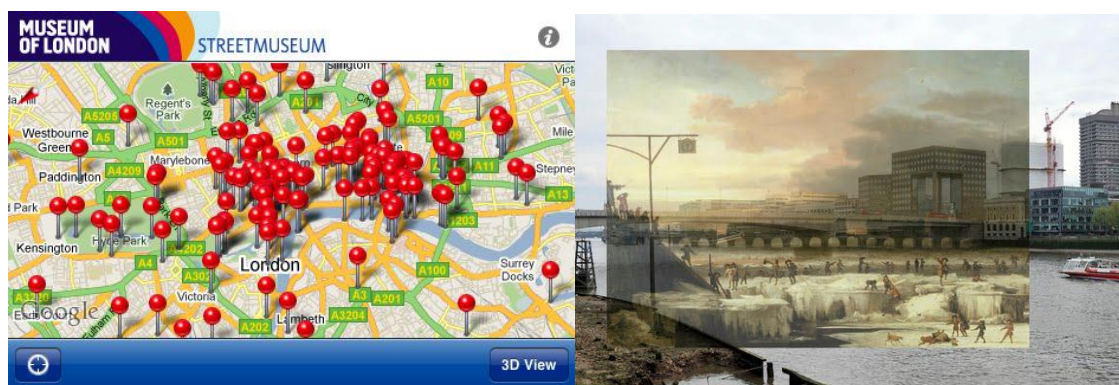 MUSEUM
OF LONDON
STREETMUSEUM
i
Regent's
Park
A5205
A501
A201
City
A10
A5201
Westbourne
Green
A5
Marylebone
Mile
A4209
A11
Paddington
Stepney
A13
Hyde Park
Kensington
A4
A202
A302
London
A100
Surrey
Docks
A3220
Victoria
A3
A201
Google
Lambeth
A202
A3204
3D View